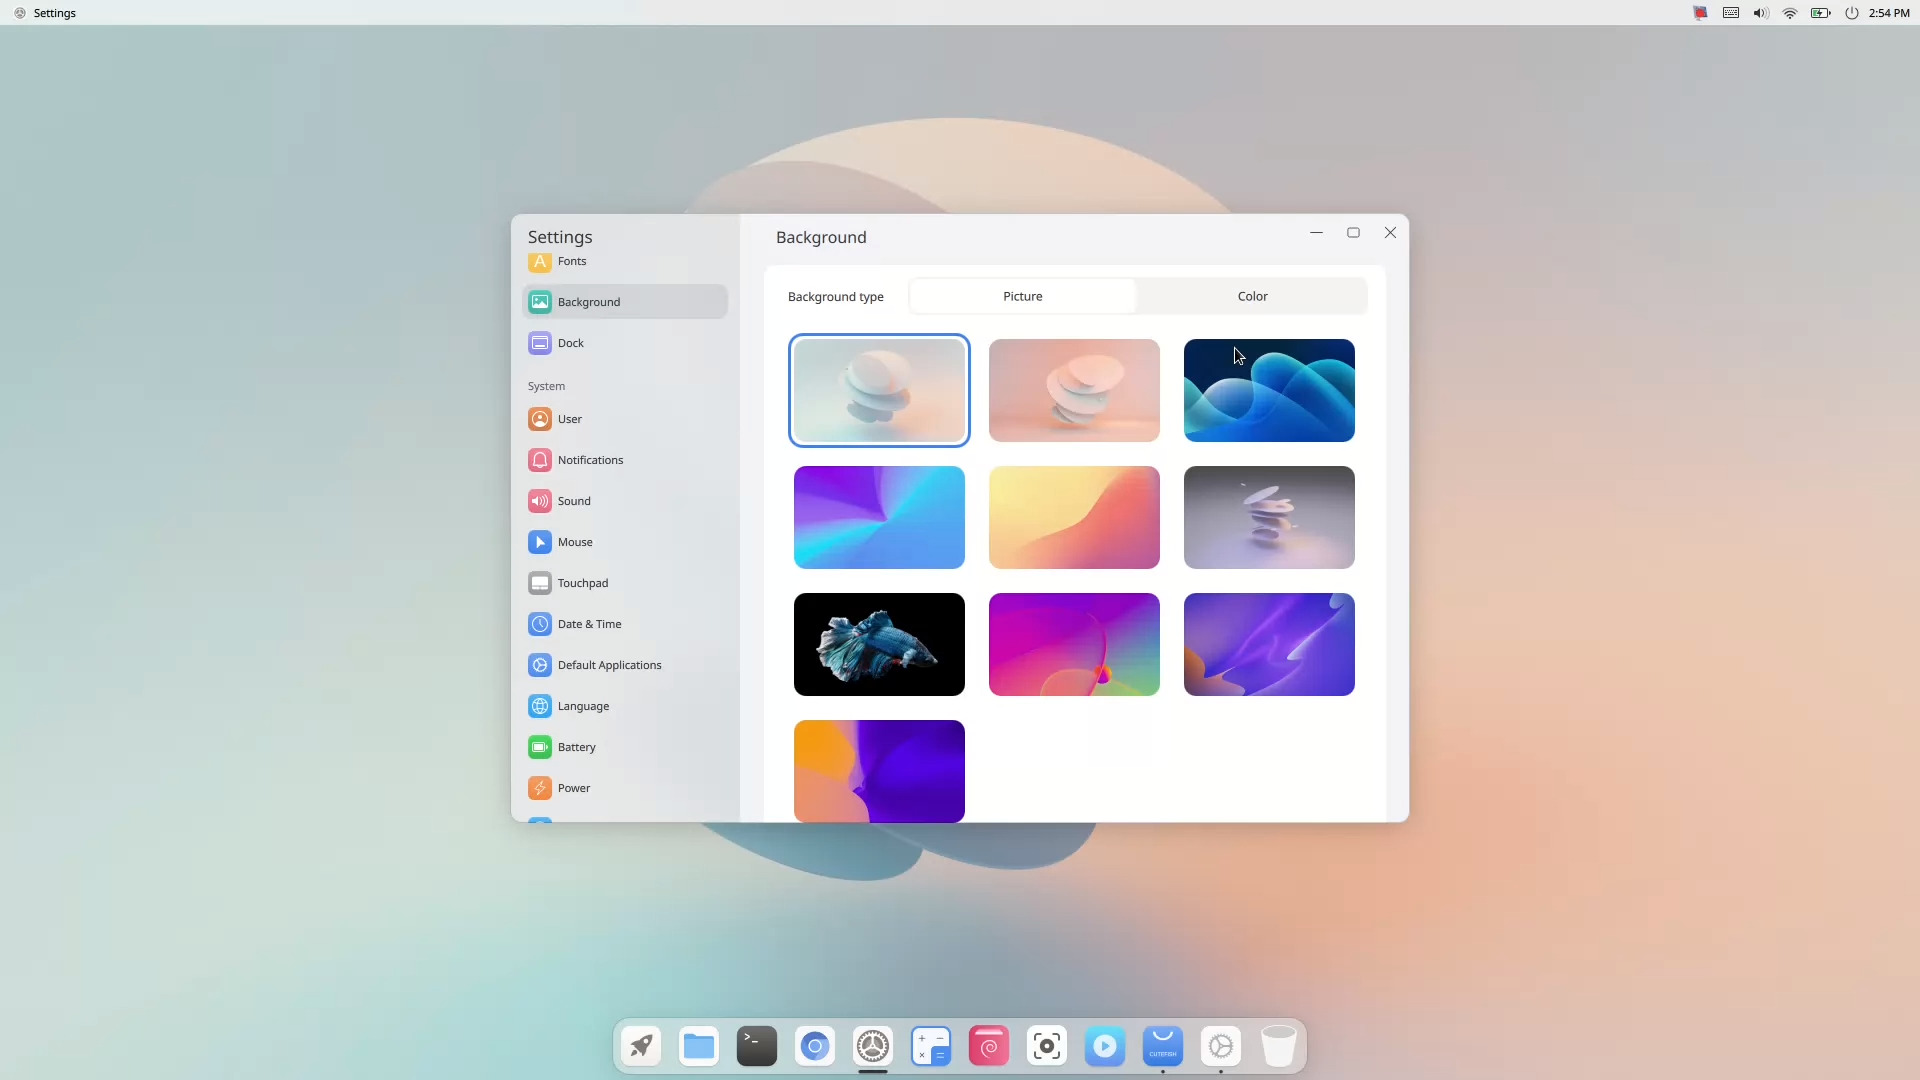 Settings
2:54 PM
Settings
Fonts
Background
Dock
System
User
Notifications
Sound
Mouse
Touchpad
Date & Time
Default Applications
Language
Battery
Power
Background
Background type
Picture
Color
CUTEFISH